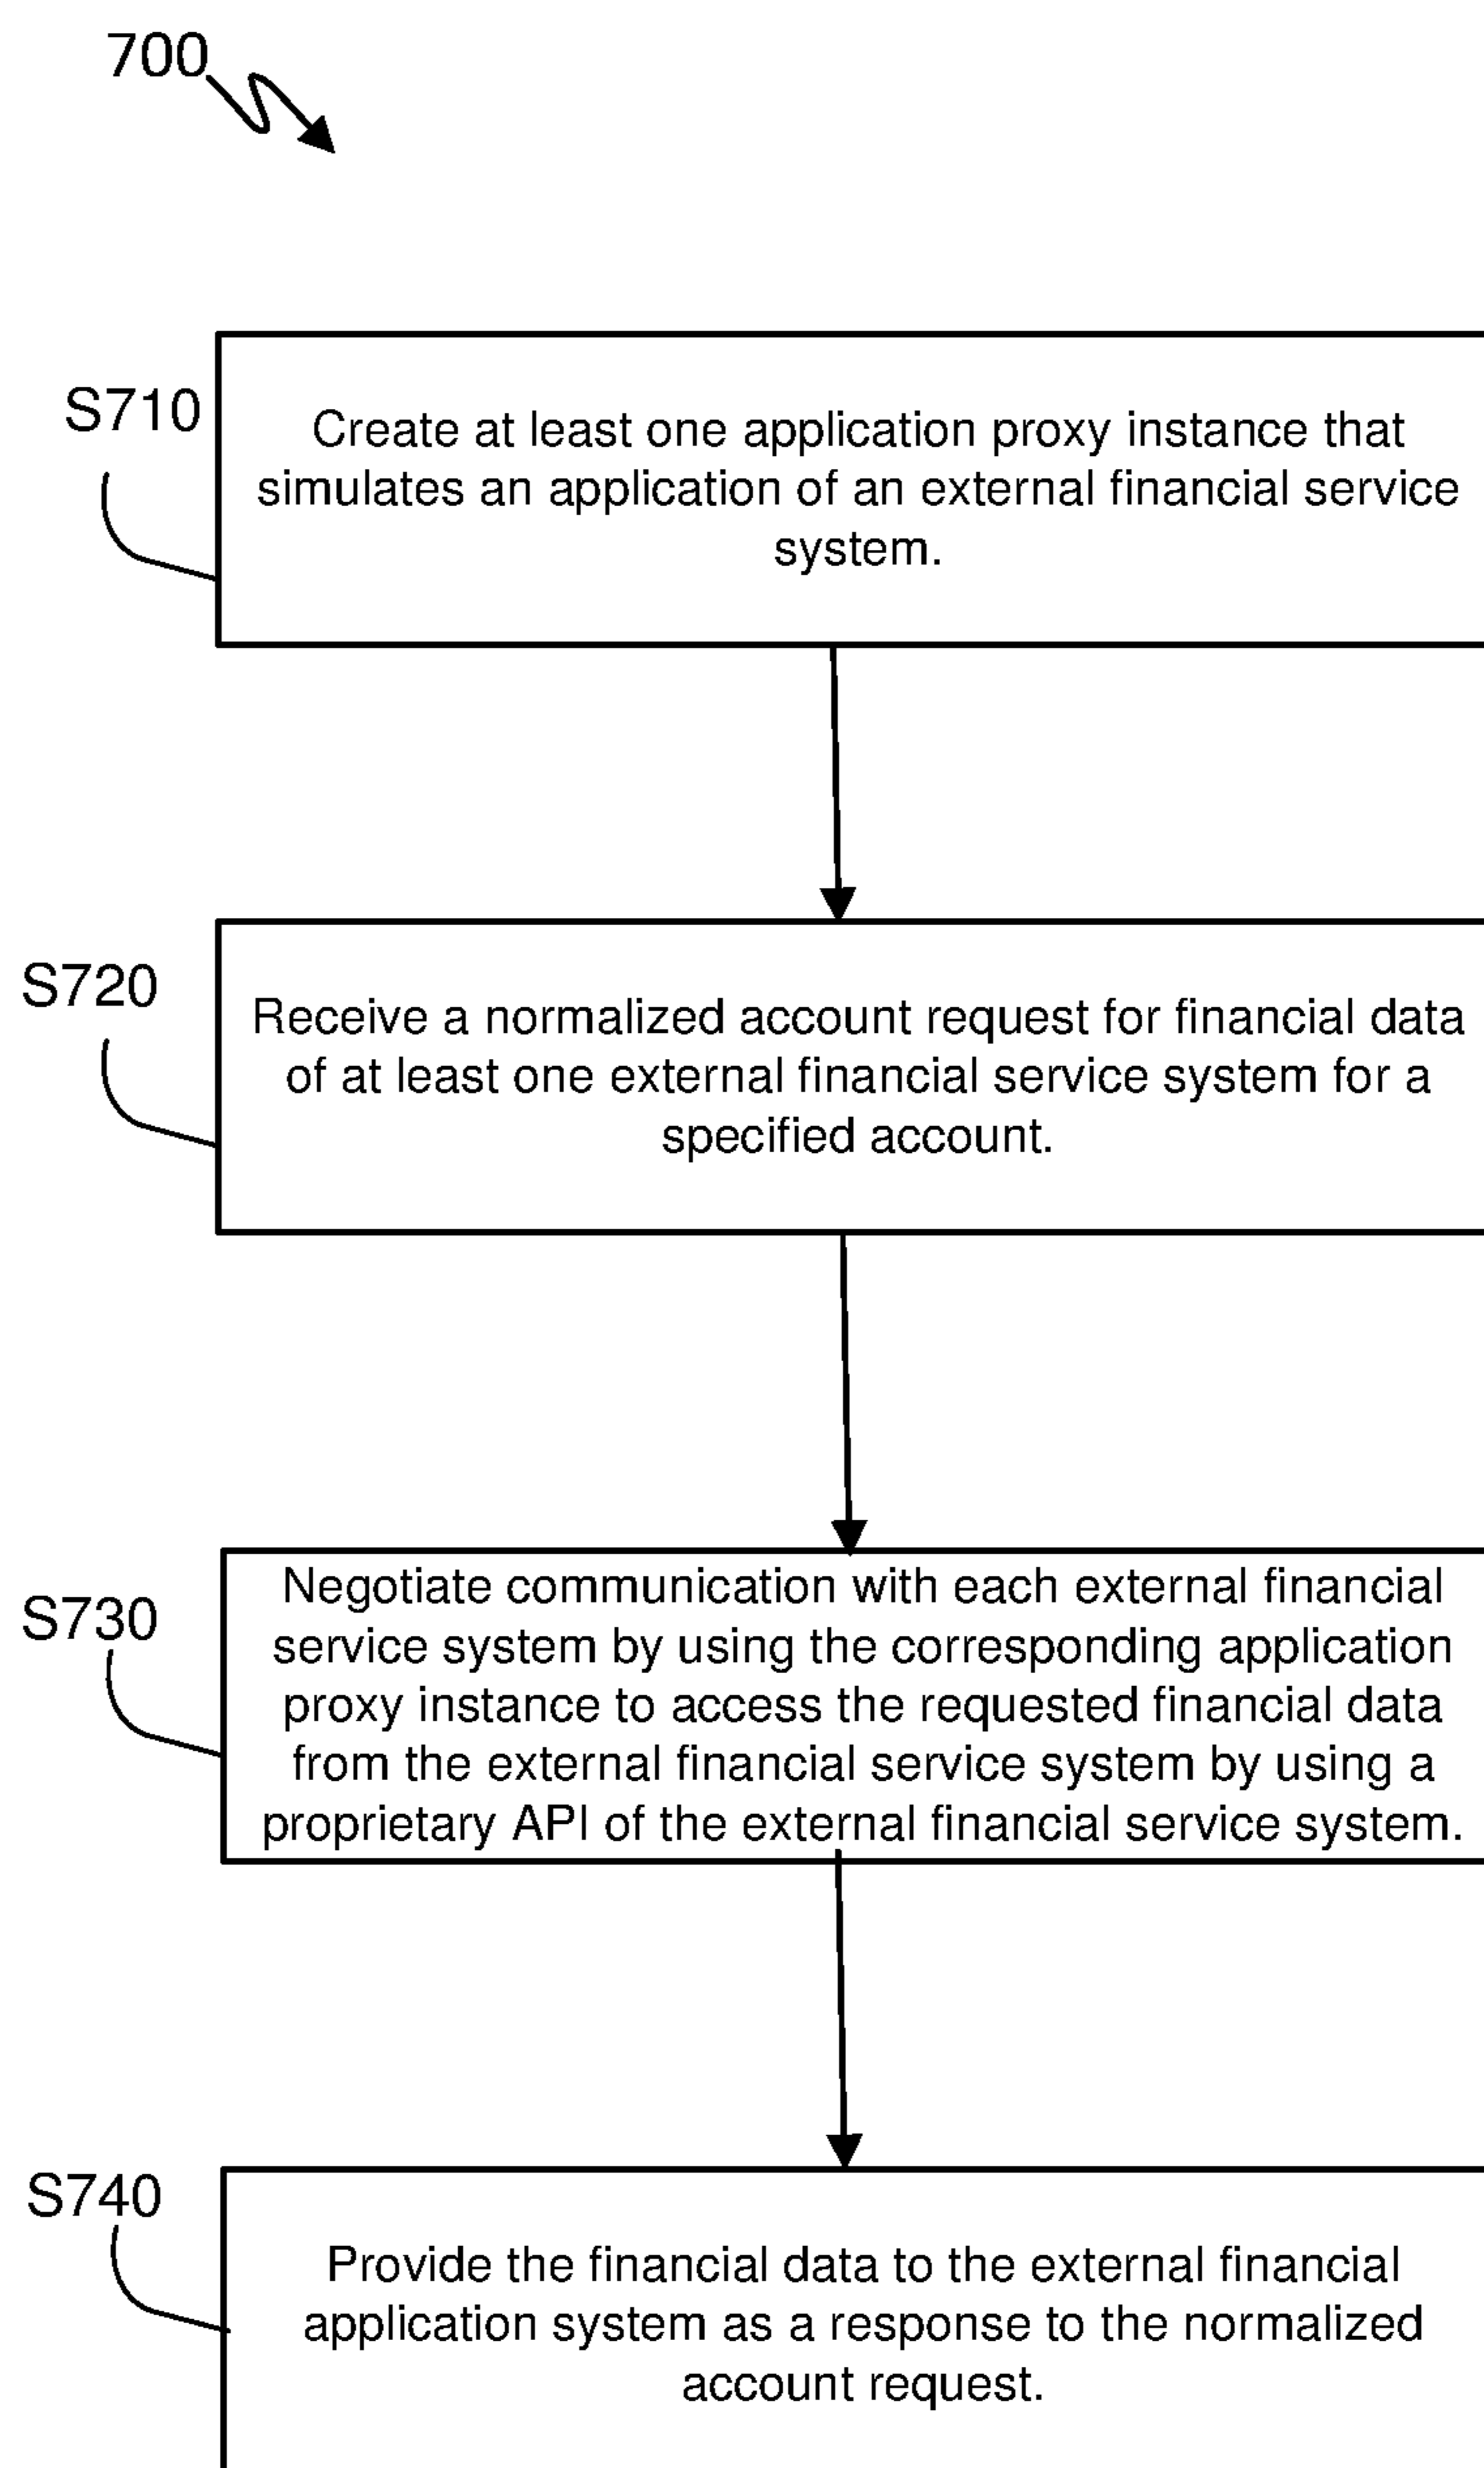 700
S710
Create at least one application proxy instance that
simulates an application of an external financial service
system.
S720
Receive a normalized account request for financial data
of at least one external financial service system for a
specified account.
S730
Negotiate communication with each external financial
service system by using the corresponding application
proxy instance to access the requested financial data
from the external financial service system by using a
proprietary API of the external financial service system.
S740
Provide the financial data to the external financial
application system as a response to the normalized
account request.